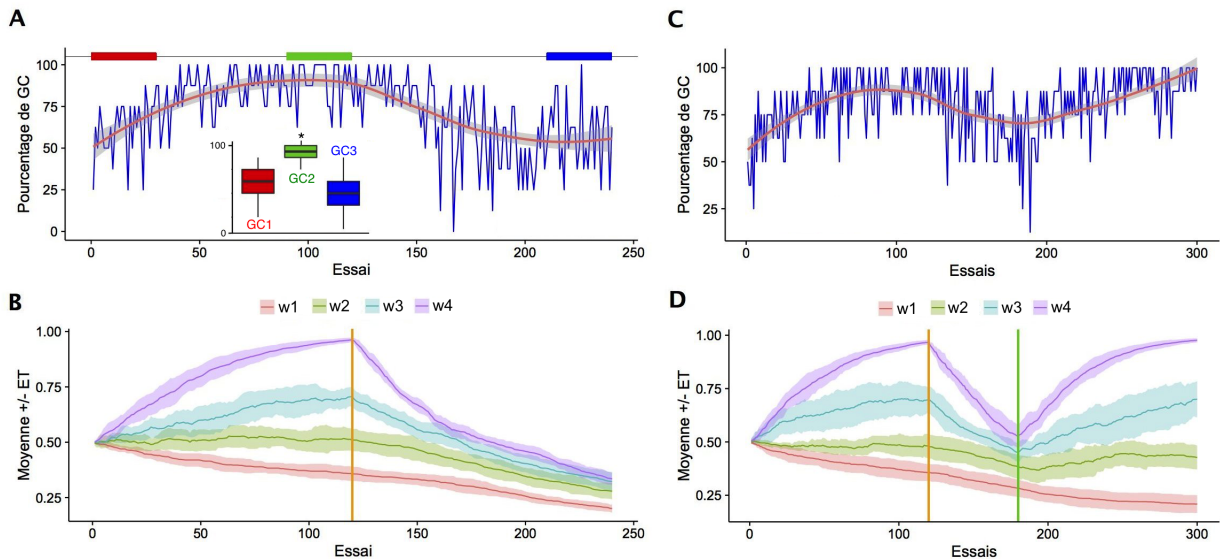 A
Pourcentage de GC
100
75
50
25
0
0 50 100 150 200 250
Essai
100
0
GC1
*
GC2
GC3
B
w1 w2 w3 w4
Moyenne +/- ET
1.00
0.75
0.50
0.25
0 50 100 150 200 250
Essai
C
Pourcentage de GC
100
75
50
25
0 100 200 300
Essais
D
w1 w2 w3 w4
Moyenne +/- ET
1.00
0.75
0.50
0.25
0 100 200 300
Essais